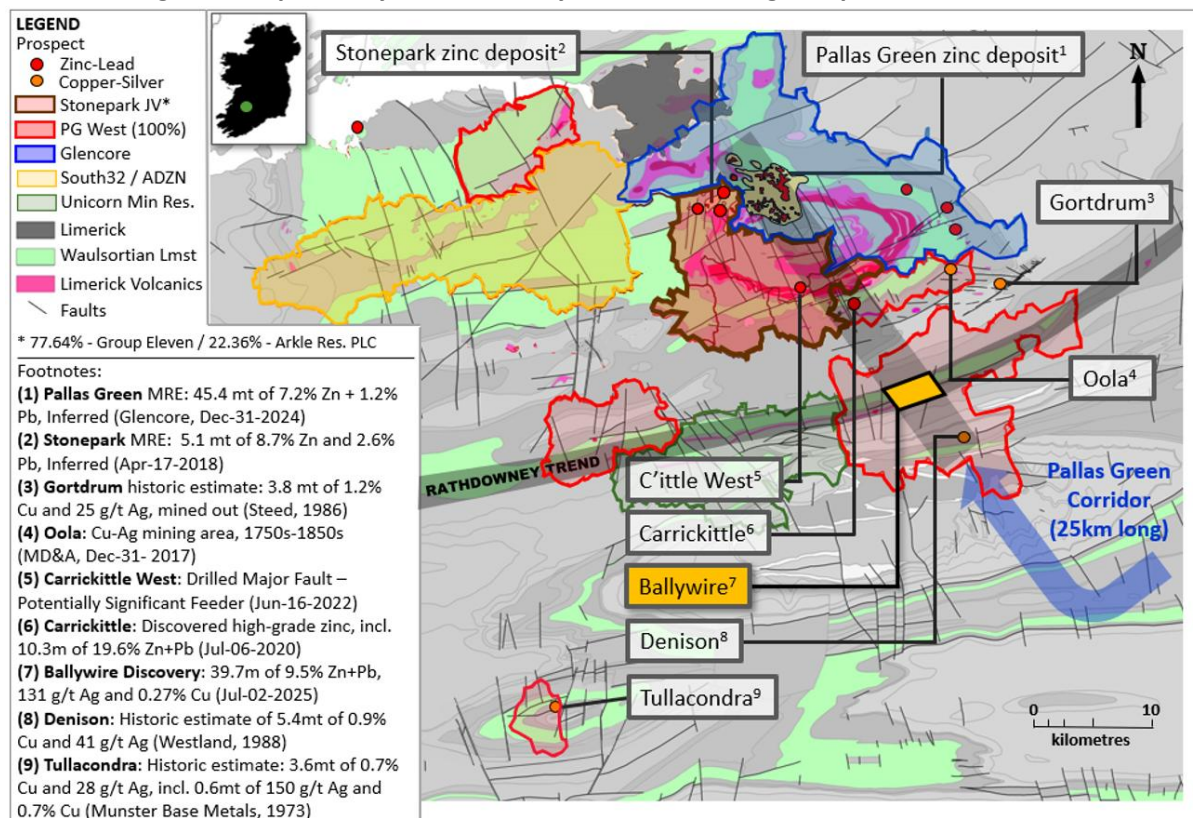 LEGEND
Prospect
Zinc-Lead
Copper-Silver
Stonepark JV*
PG West (100%)
Glencore
South32 / ADZN
Unicorn Min Res.
Limerick
Waulsortian Lmst
Limerick Volcanics
Faults
* 77.64% - Group Eleven / 22.36% - Arkle Res. PLC
Footnotes:
(1) Pallas Green MRE: 45.4 mt of 7.2% Zn + 1.2%
Pb, Inferred (Glencore, Dec-31-2024)
(2) Stonepark MRE: 5.1 mt of 8.7% Zn and 2.6%
Pb, Inferred (Apr-17-2018)
(3) Gortdrum historic estimate: 3.8 mt of 1.2%
Cu and 25 g/t Ag, mined out (Steed, 1986)
(4) Oola: Cu-Ag mining area, 1750s-1850s
(MD&A, Dec-31- 2017)
(5) Carrickittle West: Drilled Major Fault –
Potentially Significant Feeder (Jun-16-2022)
(6) Carrickittle: Discovered high-grade zinc, incl.
10.3m of 19.6% Zn+Pb (Jul-06-2020)
(7) Ballywire Discovery: 39.7m of 9.5% Zn+Pb,
131 g/t Ag and 0.27% Cu (Jul-02-2025)
(8) Denison: Historic estimate of 5.4mt of 0.9%
Cu and 41 g/t Ag (Westland, 1988)
(9) Tullacondra: Historic estimate: 3.6mt of 0.7%
Cu and 28 g/t Ag, incl. 0.6mt of 150 g/t Ag and
0.7% Cu (Munster Base Metals, 1973)
Stonepark zinc deposit²
Pallas Green zinc deposit¹
N
Gortdrum³
Oola⁴
RATHDOWNEY TREND
C'ittle West⁵
Carrickittle⁶
Ballywire⁷
Denison⁸
Tullacondra⁹
Pallas Green
Corridor
(25km long)
0 10
kilometres